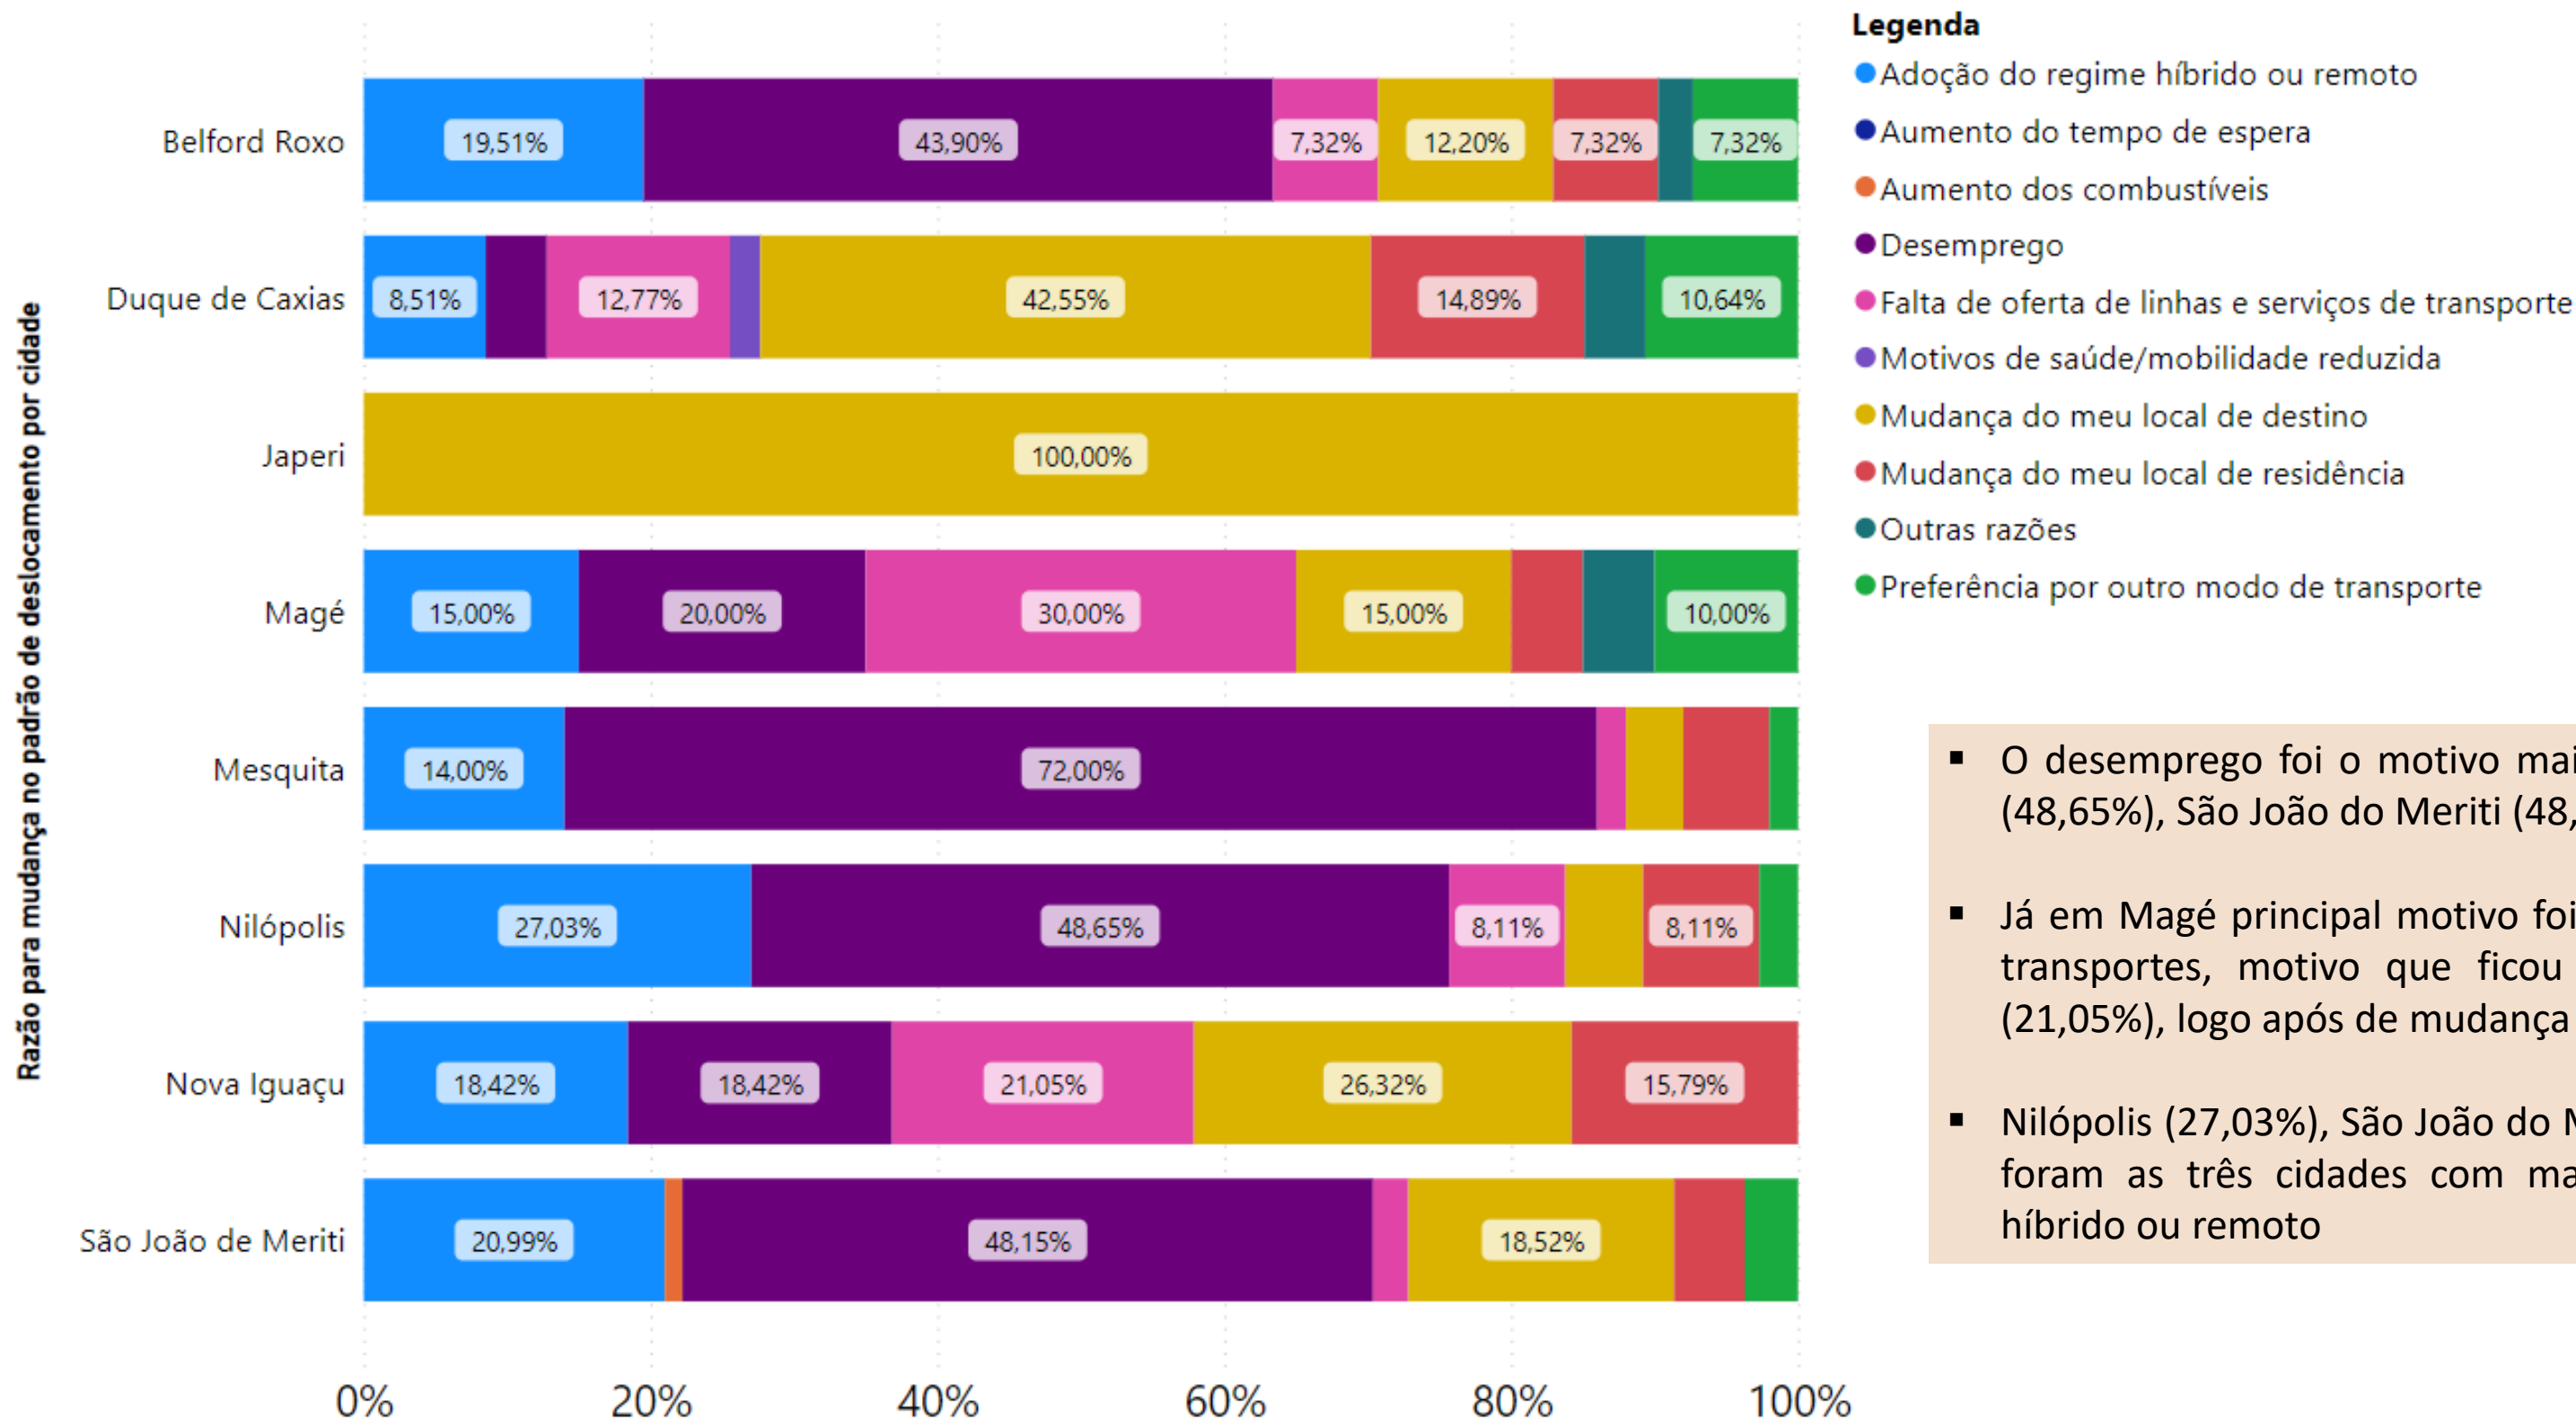 Razão para mudança no padrão de deslocamento por cidade
Belford Roxo
19,51%
43,90%
7,32%
12,20%
7,32%
7,32%
Duque de Caxias
8,51%
12,77%
42,55%
14,89%
10,64%
Japeri
100,00%
Magé
15,00%
20,00%
30,00%
15,00%
10,00%
Mesquita
14,00%
72,00%
Nilópolis
27,03%
48,65%
8,11%
8,11%
Nova Iguaçu
18,42%
18,42%
21,05%
26,32%
15,79%
São João de Meriti
20,99%
48,15%
18,52%
0%
20%
40%
60%
80%
100%
Legenda
Adoção do regime híbrido ou remoto
Aumento do tempo de espera
Aumento dos combustíveis
Desemprego
Falta de oferta de linhas e serviços de transporte
Motivos de saúde/mobilidade reduzida
Mudança do meu local de destino
Mudança do meu local de residência
Outras razões
Preferência por outro modo de transporte
▪ O desemprego foi o motivo
(48,65%), São João do Meriti (48,
▪ Já em Magé principal motivo foi
transportes, motivo que ficou
(21,05%), logo após de mudança
▪ Nilópolis (27,03%), São João do
foram as três cidades com
híbrido ou remoto